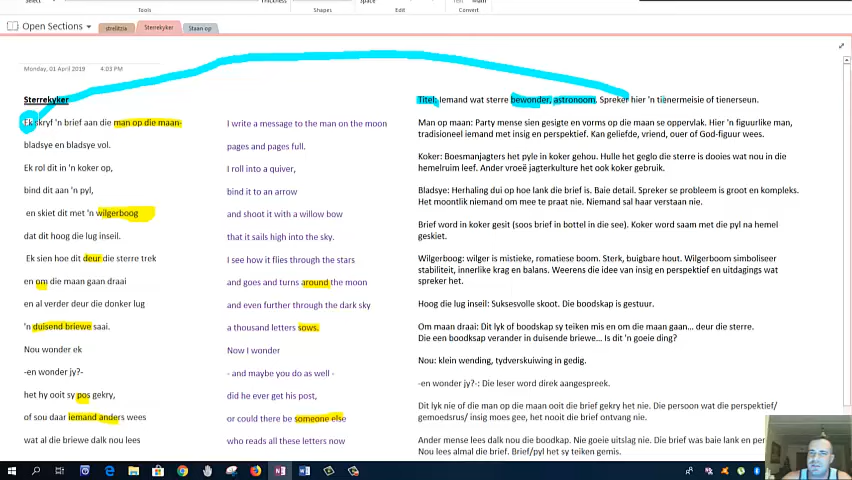 Select
Thickness
Space
Math
Tools
Shapes
Edit
Convert
Open Sections
strelitzia
Sterrekyker
Staan op
Monday, 01 April 2019 4:03 PM
Sterrekyker
Ek skryf 'n brief aan die man op die maan-
bladsye en bladsye vol.
Ek rol dit in 'n koker op,
bind dit aan 'n pyl,
en skiet dit met 'n wilgerboog
dat dit hoog die lug inseil.
Ek sien hoe dit deur die sterre trek
en om die maan gaan draai
en al verder deur die donker lug
'n duisend briewe saai.
Nou wonder ek
-en wonder jy?-
het hy ooit sy pos gekry,
of sou daar iemand anders wees
wat al die briewe dalk nou lees
I write a message to the man on the moon
pages and pages full.
I roll into a quiver,
bind it to an arrow
and shoot it with a willow bow
that it sails high into the sky.
I see how it flies through the stars
and goes and turns around the moon
and even further through the dark sky
a thousand letters sows.
Now I wonder
- and maybe you do as well -
did he ever get his post,
or could there be someone else
who reads all these letters now
Titel: Iemand wat sterre bewonder, astronoom. Spreker hier 'n tienermeisie of tienerseun.
Man op maan: Party mense sien gesigte en vorms op die maan se oppervlak. Hier 'n figuurlike man,
tradisioneel iemand met insig en perspektief. Kan geliefde, vriend, ouer of God-figuur wees.
Koker: Boesmanjagters het pyle in koker gehou. Hulle het geglo die sterre is dooies wat nou in die
hemelruim leef. Ander vroeë jagterkulture het ook koker gebruik.
Bladsye: Herhaling dui op hoe lank die brief is. Baie detail. Spreker se probleem is groot en kompleks.
Het moontlik niemand om mee te praat nie. Niemand sal haar verstaan nie.
Brief word in koker gesit (soos brief in bottel in die see). Koker word saam met die pyl na hemel
geskiet.
Wilgerboog: wilger is mistieke, romatiese boom. Sterk, buigbare hout. Wilgerboom simboliseer
stabiliteit, innerlike krag en balans. Weerens die idee van insig en perspektief en uitdagings wat
spreker het.
Hoog die lug inseil: Suksesvolle skoot. Die boodskap is gestuur.
Om maan draai: Dit lyk of boodskap sy teiken mis en om die maan gaan... deur die sterre.
Die een boodskap verander in duisende briewe... Is dit 'n goeie ding?
Nou: klein wending, tydverskuiwing in gedig.
-en wonder jy?-: Die leser word direk aangespreek.
Dit lyk nie of die man op die maan ooit die brief gekry het nie. Die persoon wat die perspektief/
gemoedsrus/ insig moes gee, het nooit die brief ontvang nie.
Ander mense lees dalk nou die boodkap. Nie goeie uitslag nie. Die brief was baie lank en
Nou lees almal die brief. Brief/pyl het sy teiken gemis.